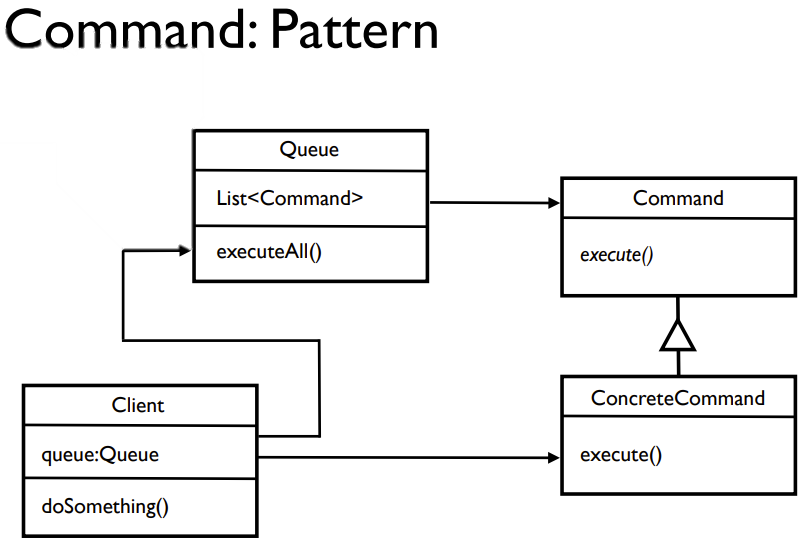 Command: Pattern
Queue
List<Command>
executeAll()
Command
execute()
Client
queue:Queue
doSomething()
ConcreteCommand
execute()